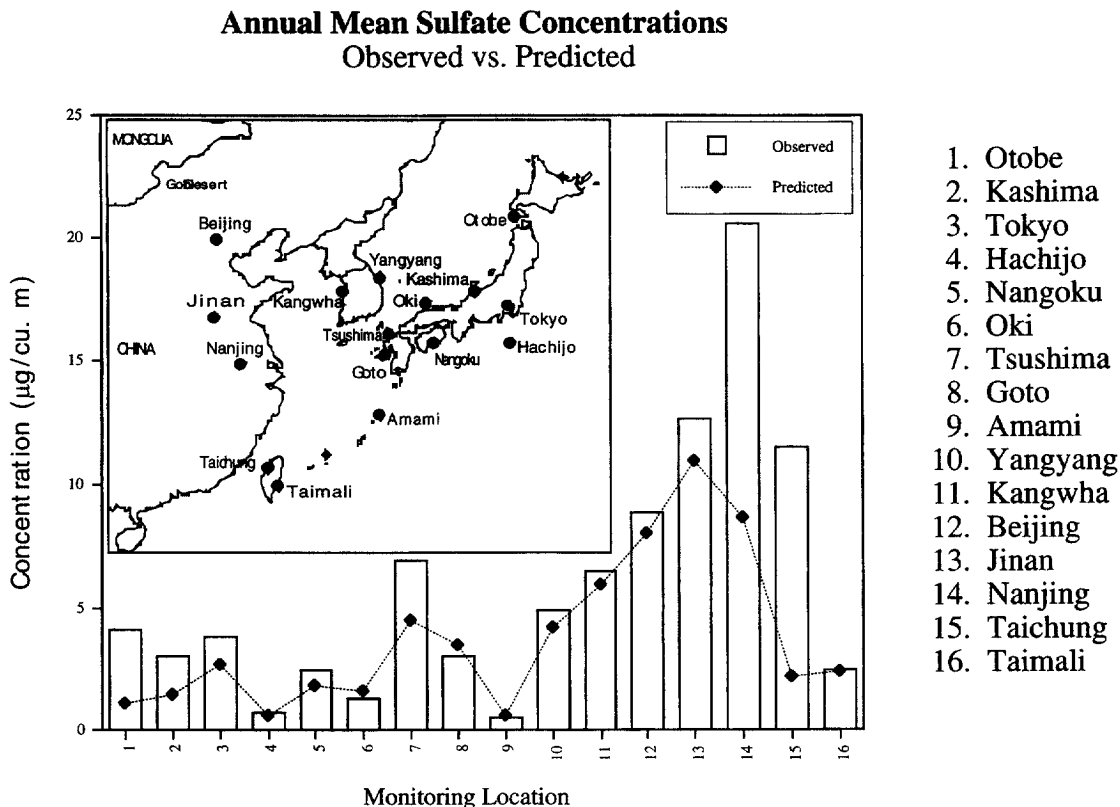 Annual Mean Sulfate Concentrations
Observed vs. Predicted
25
20
15
10
5
0
Concentration (µg/cu. m)
MONGOLIA
Gobi Desert
Beijing
Jinan
CHINA
Nanjing
Yangyang
Kangwha
Kashima
Oki
Otobe
Tokyo
Tsushima
Hachijo
Nangoku
Goto
Amami
Taichung
Taimali
Observed
Predicted
1
2
3
4
5
6
7
8
9
10
11
12
13
14
15
16
Monitoring Location
1. Otobe
2. Kashima
3. Tokyo
4. Hachijo
5. Nangoku
6. Oki
7. Tsushima
8. Goto
9. Amami
10. Yangyang
11. Kangwha
12. Beijing
13. Jinan
14. Nanjing
15. Taichung
16. Taimali